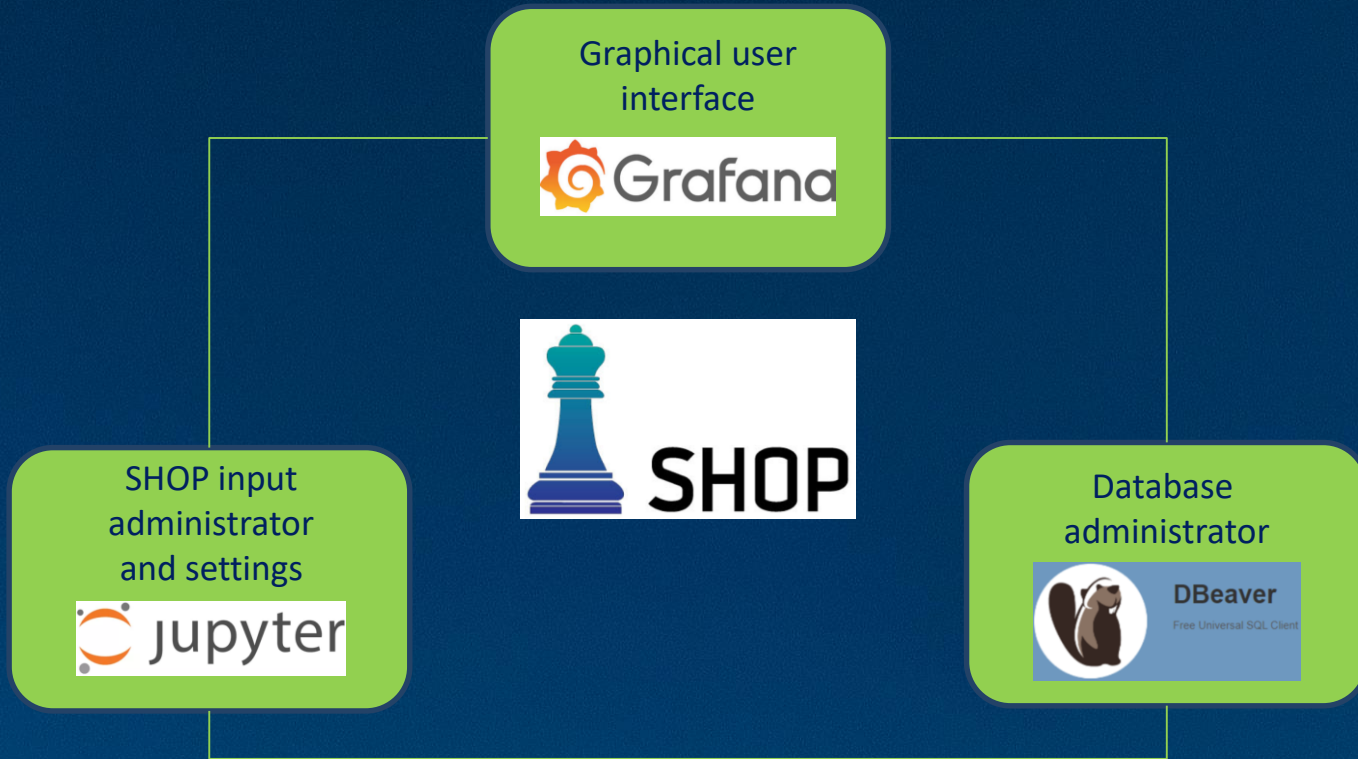 Graphical user
interface
Grafana
SHOP
SHOP input
administrator
and settings
jupyter
Database
administrator
DBeaver
Free Universal SQL Client